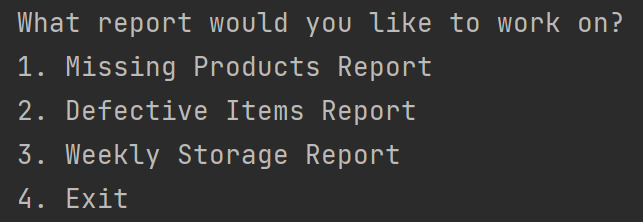 What report would you like to work on?
1. Missing Products Report
2. Defective Items Report
3. Weekly Storage Report
4. Exit